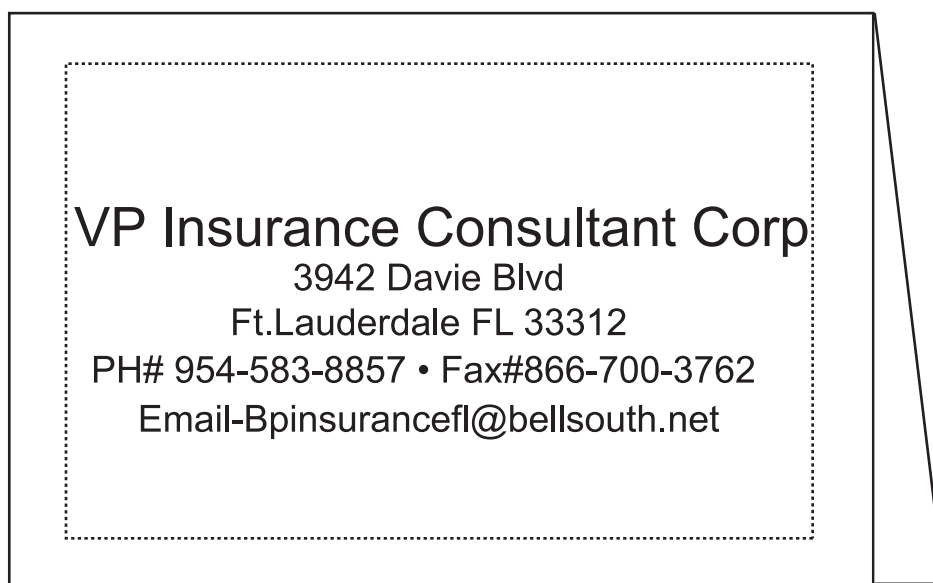 VP Insurance Consultant Corp
3942 Davie Blvd
Ft.Lauderdale FL 33312
PH# 954-583-8857 • Fax#866-700-3762
Email-Bpinsurancefl@bellsouth.net